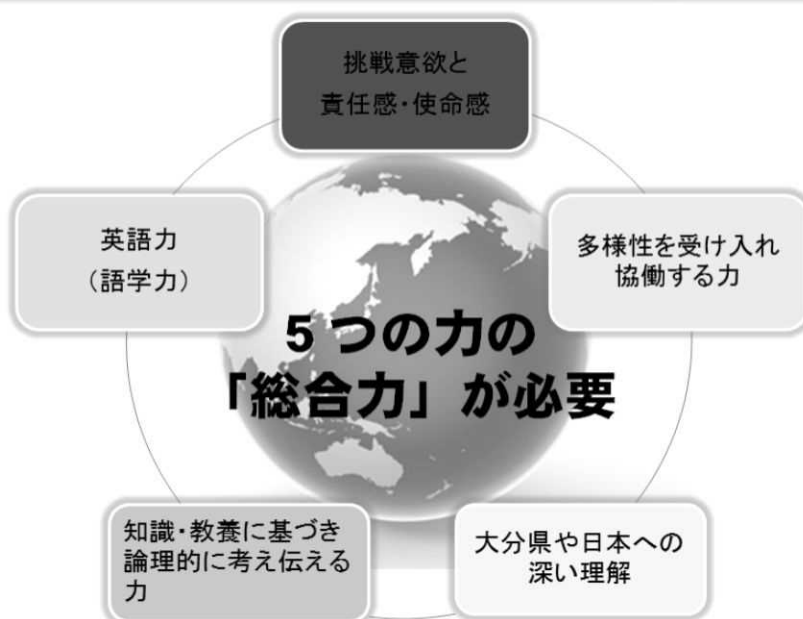 挑戦意欲と
責任感・使命感
英語力
（語学力）
多様性を受け入れ
協働する力
５つの力の
「総合力」が必要
知識・教養に基づき
論理的に考え伝える
力
大分県や日本への
深い理解